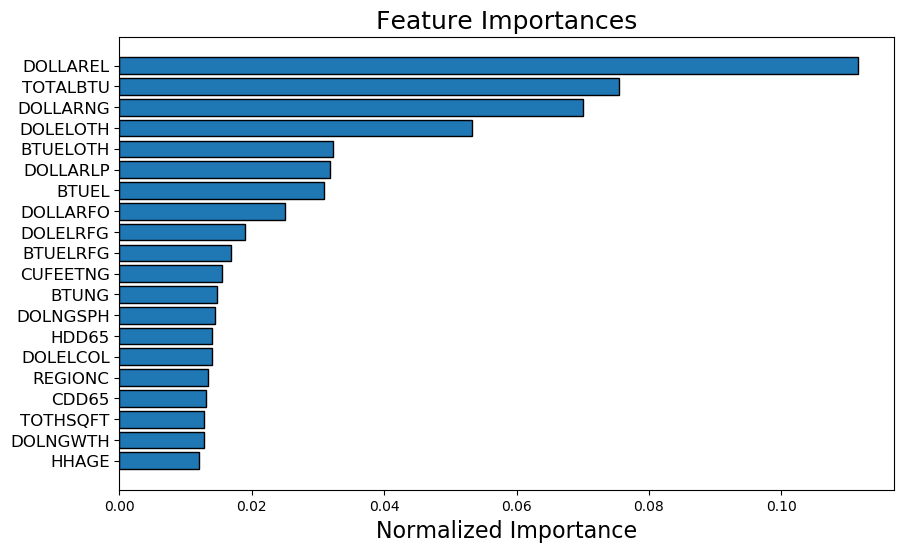 Feature Importances
DOLLAREL
TOTALBTU
DOLLARNG
DOLELOTH
BTUELOTH
DOLLARLP
BTUEL
DOLLARFO
DOLELRFG
BTUELRFG
CUFEETNG
BTUNG
DOLNGSPH
HDD65
DOLELCOL
REGIONC
CDD65
TOTHSQFT
DOLNGWTH
HHAGE
0.00 0.02 0.04 0.06 0.08 0.10
Normalized Importance